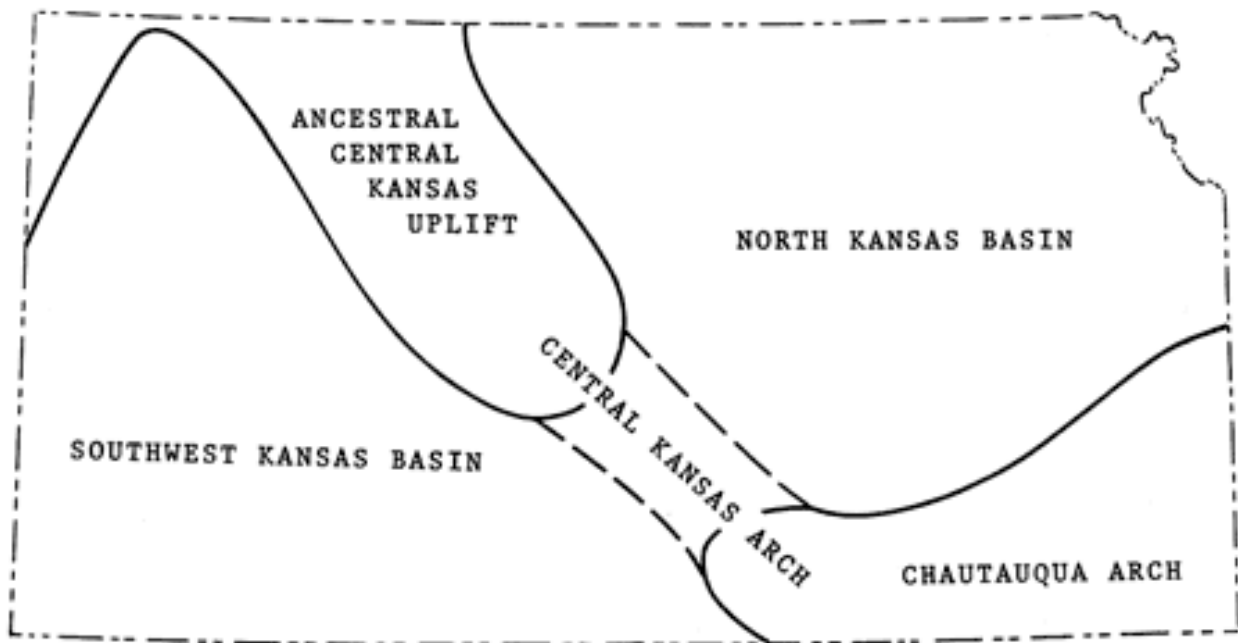 ANCESTRAL
CENTRAL
KANSAS
UPLIFT
NORTH KANSAS BASIN
CENTRAL KANSAS ARCH
SOUTHWEST KANSAS BASIN
CHAUTAUQUA ARCH